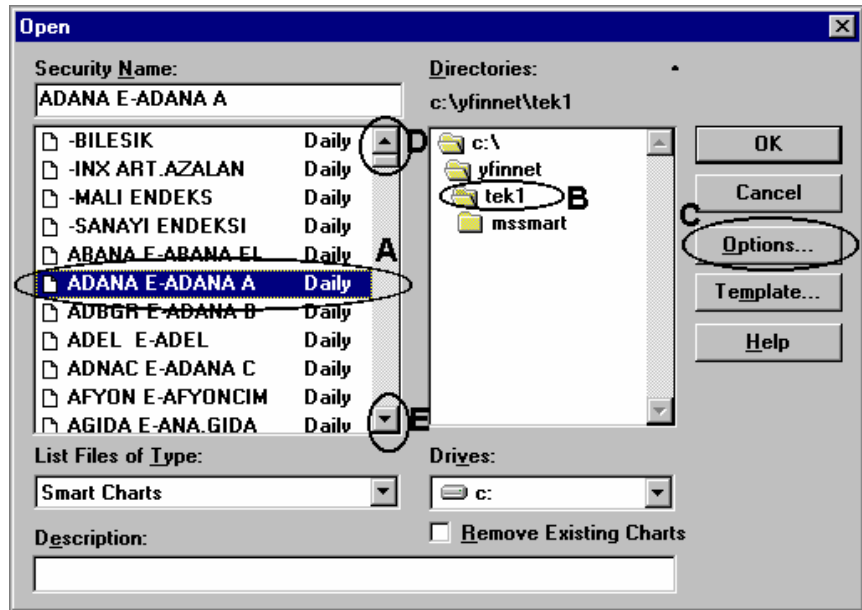 Open
Security Name:
ADANA E-ADANA A
-BILESIK Daily
-INX ART.AZALAN Daily
-MALI ENDEKS Daily
-SANAYI ENDEKSI Daily
ABANA E-ABANA EL Daily
ADANA E-ADANA A Daily
ADBGR E-ADANA B Daily
ADEL E-ADEL Daily
ADNAC E-ADANA C Daily
AFYON E-AFYONCIM Daily
AGIDA E-ANA.GIDA Daily
D
A
E
Directories:
c:\yfinnet\tek1
c:\
yfinnet
tek1
B
mssmart
OK
Cancel
C
Options...
Template...
Help
List Files of Type:
Smart Charts
Drives:
c:
Remove Existing Charts
Description: